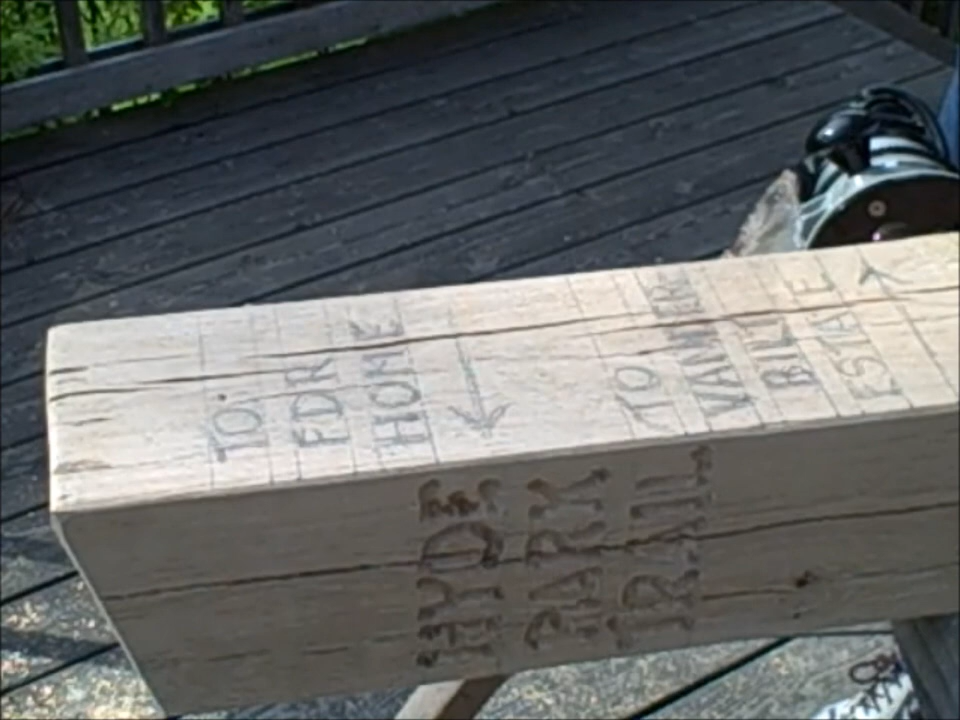 TO
FDR
HOME
TO
VANDER
BILT
ESTATE
HYDE
PARK
TRAIL